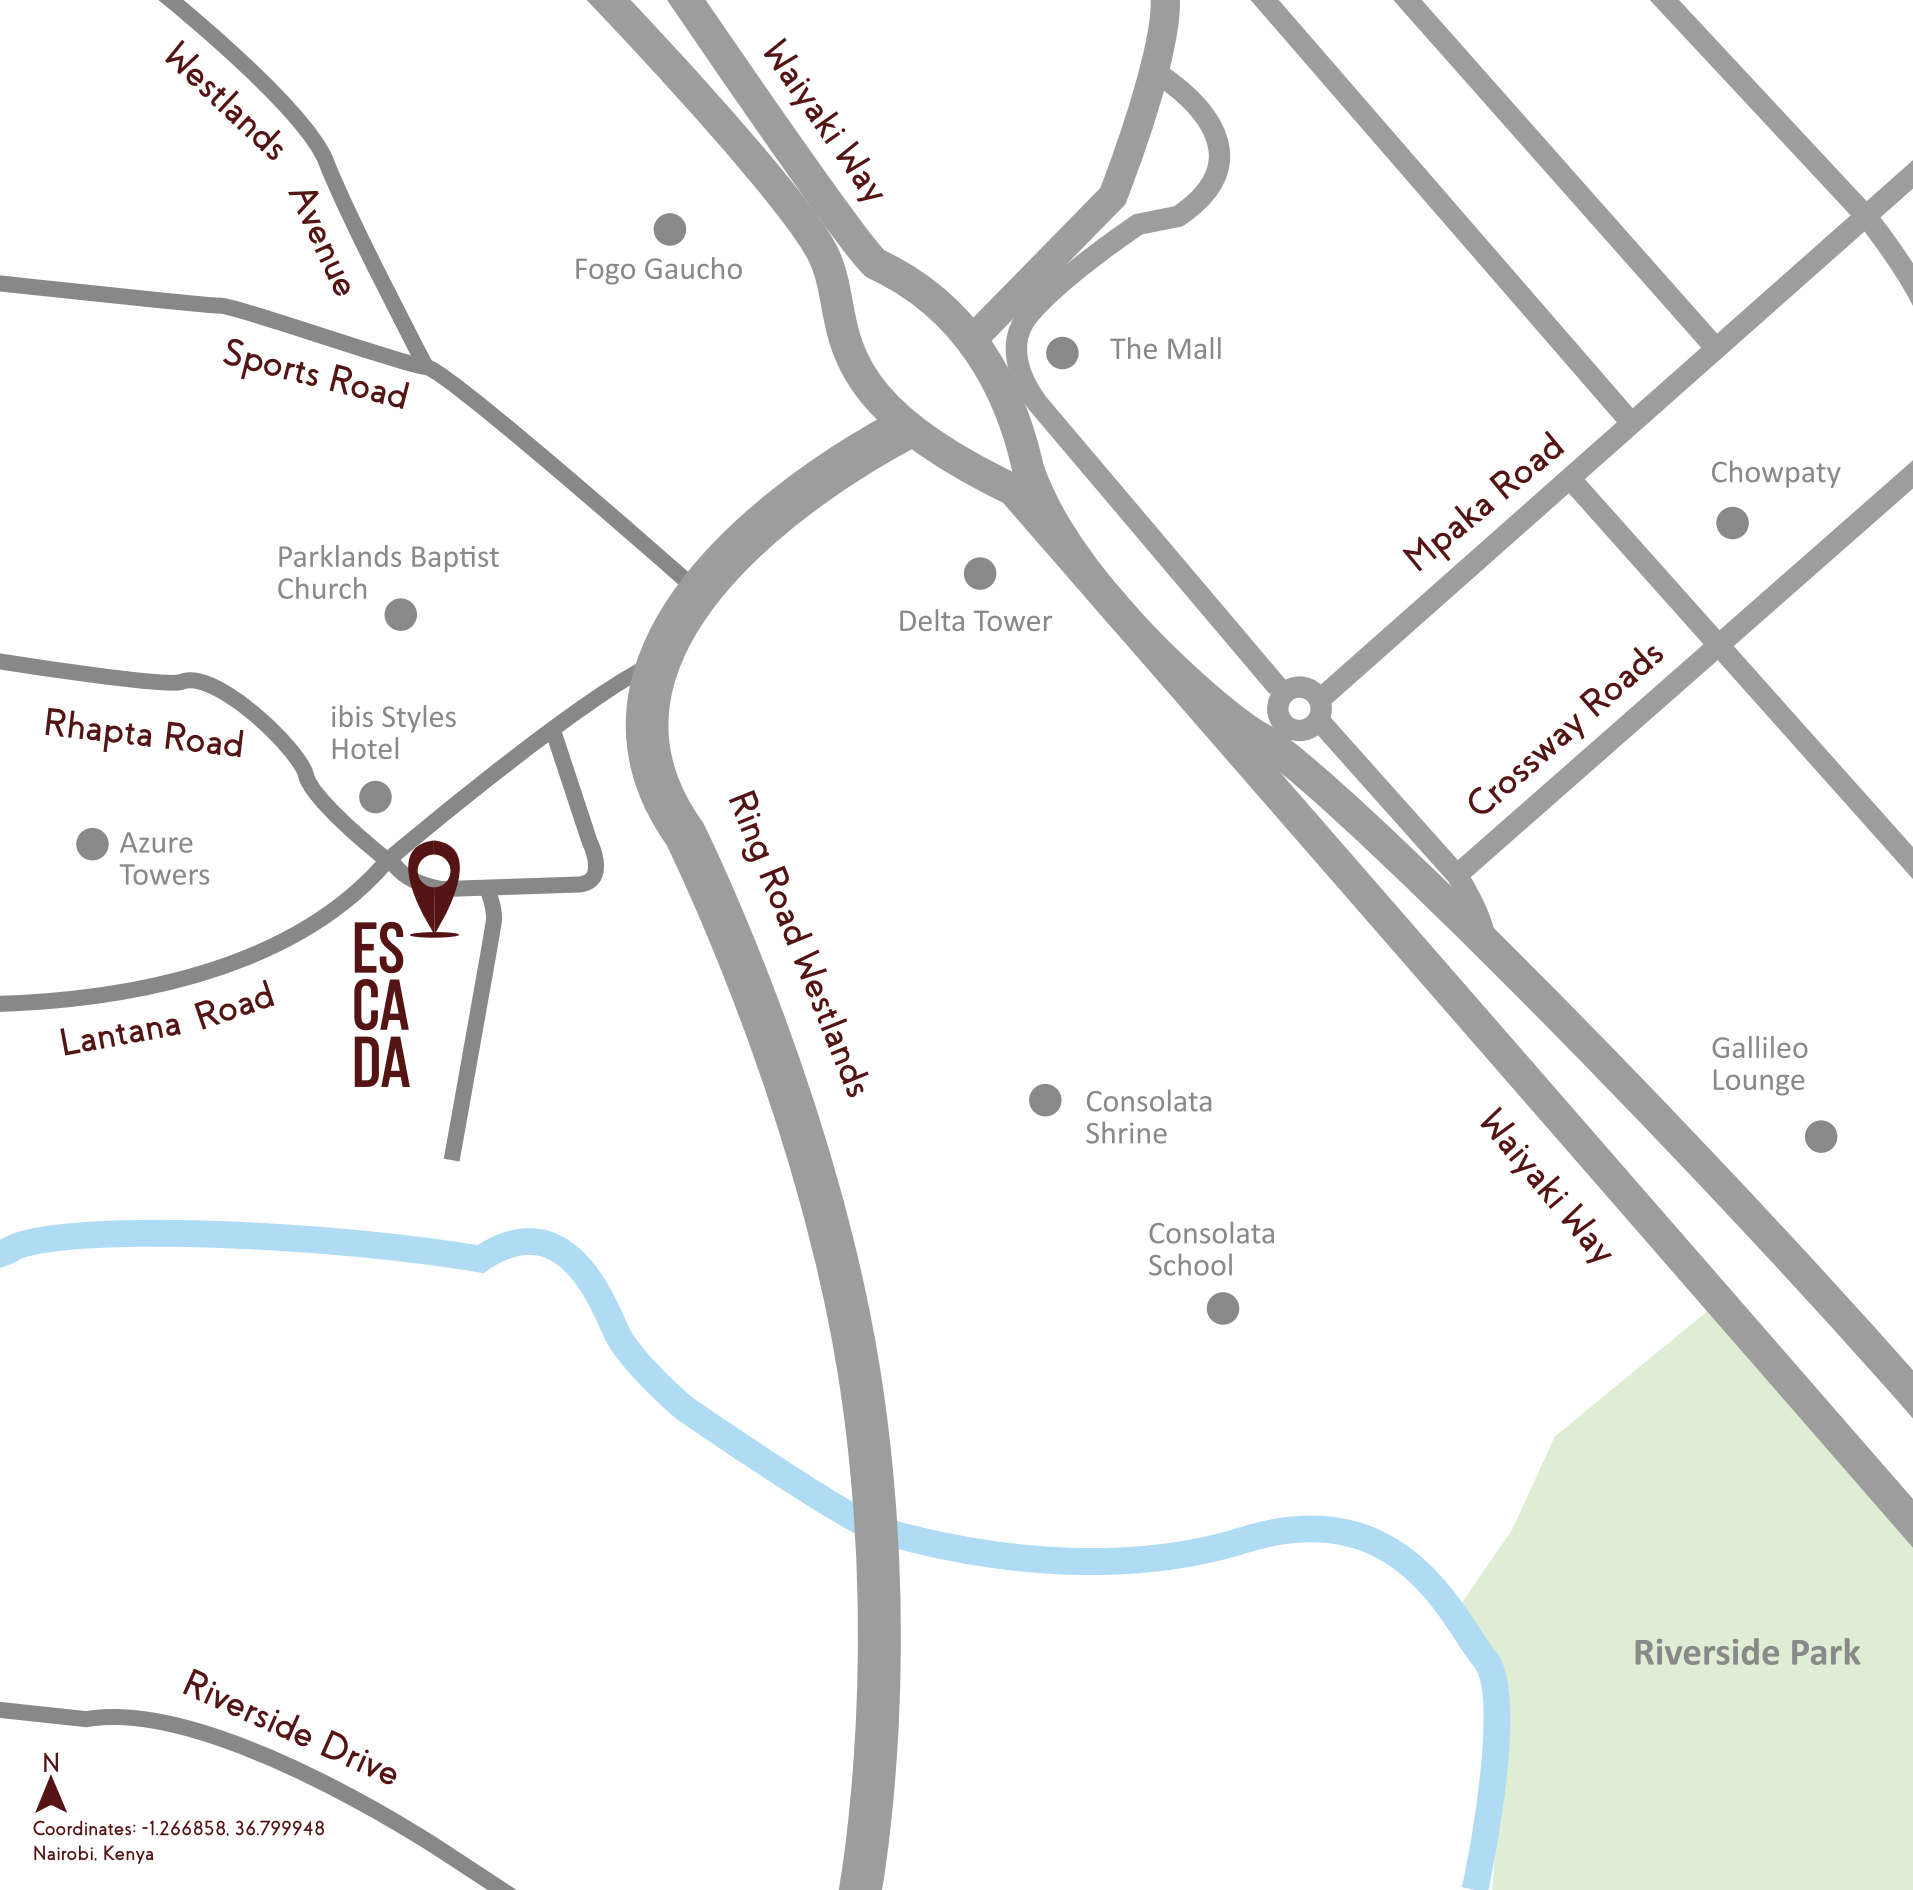 Westlands Avenue
Waiyaki Way
Fogo Gaucho
Sports Road
The Mall
Mpaka Road
Chowpaty
Parklands Baptist
Church
Delta Tower
Rhapta Road
ibis Styles
Hotel
Crossway Roads
Azure
Towers
Ring Road Westlands
ES
CA
DA
Lantana Road
Gallileo
Lounge
Consolata
Shrine
Waiyaki Way
Consolata
School
Riverside Park
Riverside Drive
N
Coordinates: -1.266858, 36.799948
Nairobi, Kenya